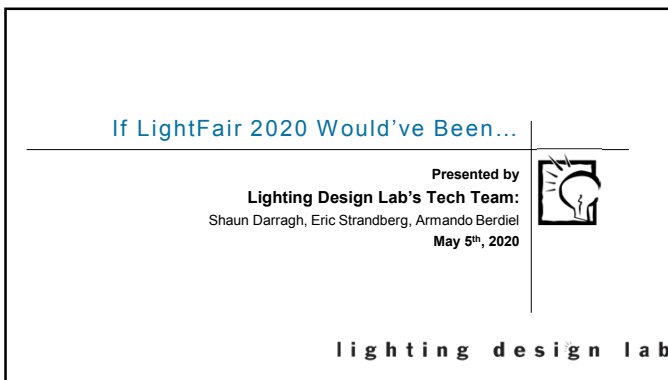 If LightFair 2020 Would’ve Been…
Presented by
Lighting Design Lab’s Tech Team:
Shaun Darragh, Eric Strandberg, Armando Berdiel
May 5th, 2020
lighting design lab